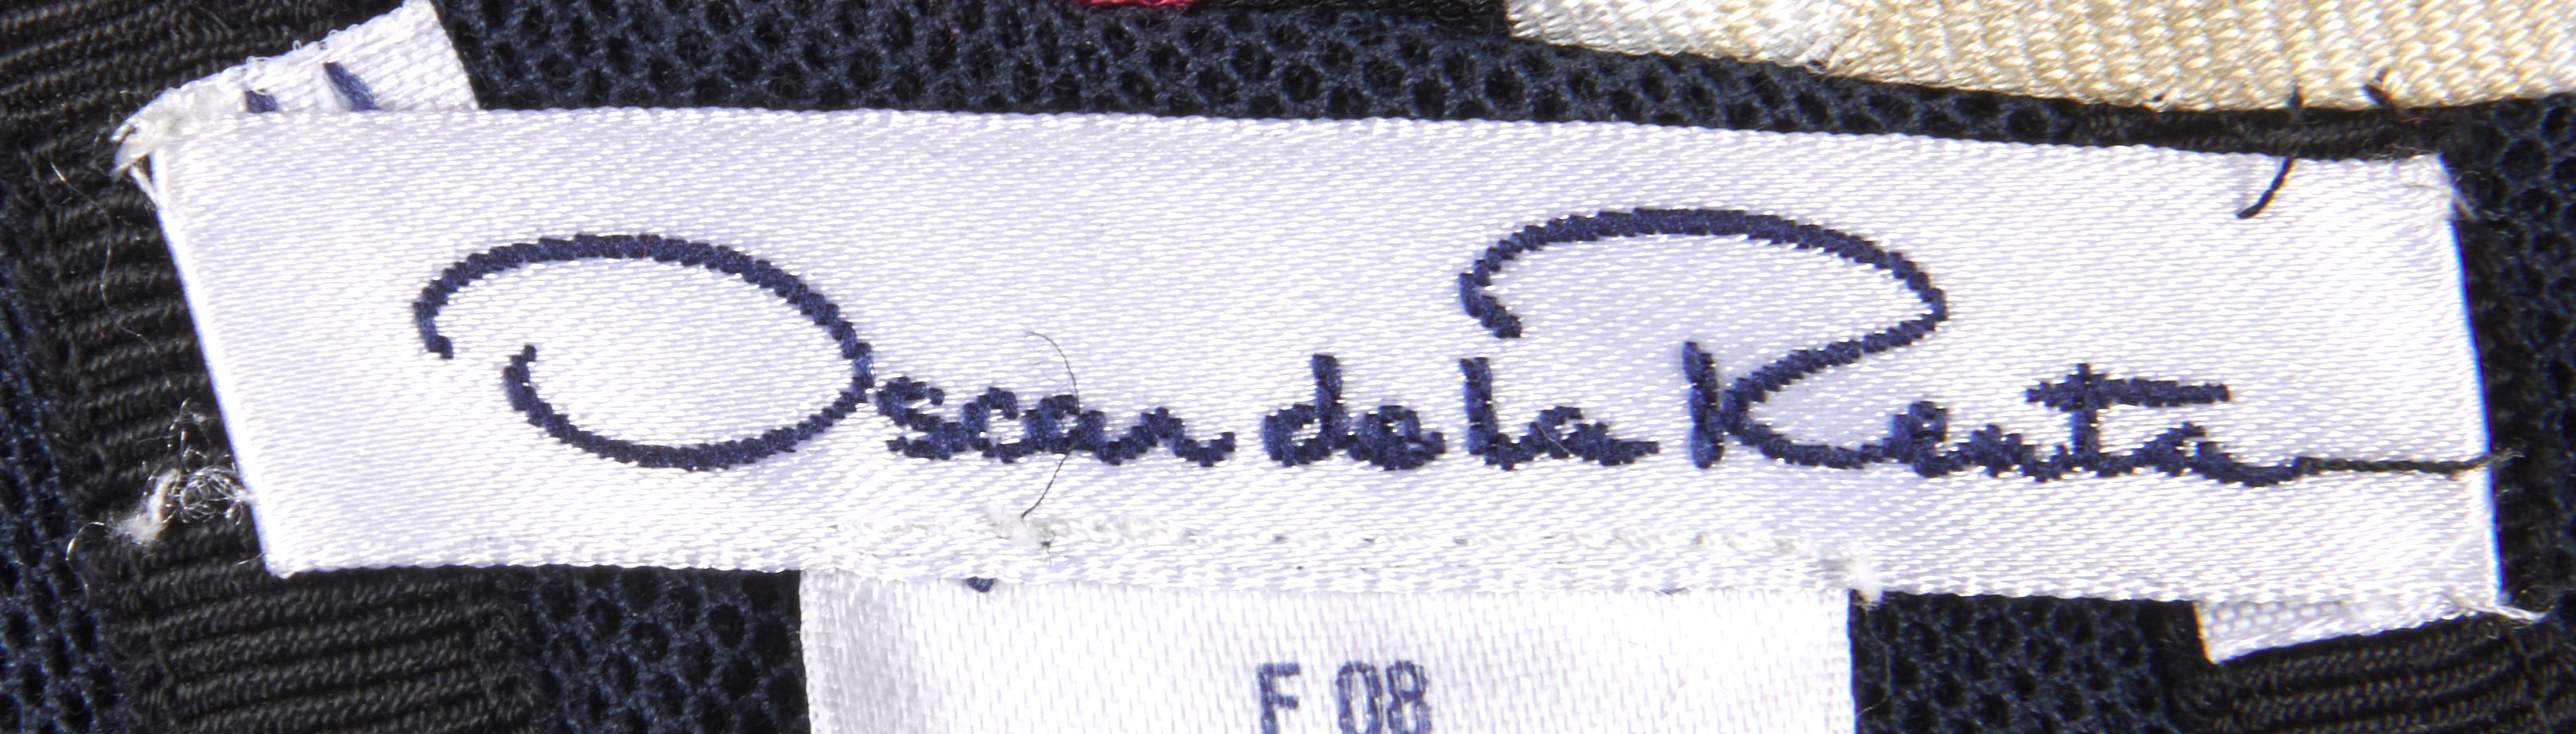 Oscar de la Renta
F 08